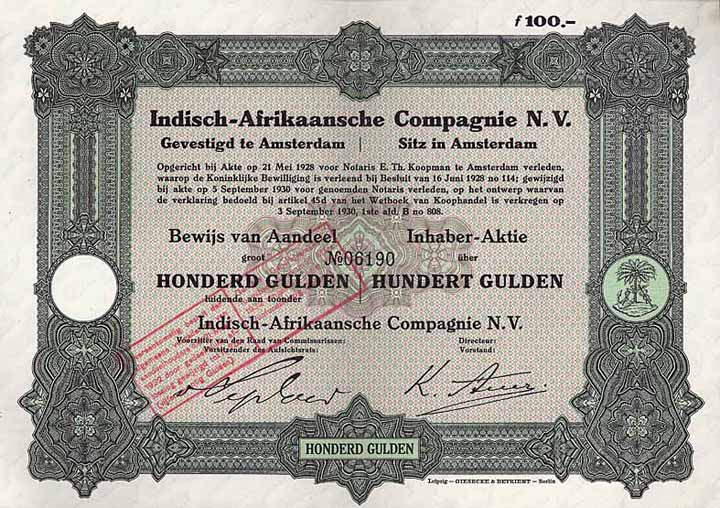 ƒ 100.–
Indisch-Afrikaansche Compagnie N. V.
Gevestigd te Amsterdam | Sitz in Amsterdam
Opgericht bij Akte op 21 Mei 1928 voor Notaris E. Th. Koopman te Amsterdam verleden,
waarop de Koninklijke Bewilliging is verleend bij Besluit van 16 Juni 1928 no 114; gewijzigd
bij akte op 5 September 1930 voor genoemden Notaris verleden, op het ontwerp waarvan
de verklaring bedoeld bij artikel 45d van het Wetboek van Koophandel is verkregen op
3 September 1930, 1ste afd. B no 808.
Bewijs van Aandeel Inhaber-Aktie
groot №06190 über
HONDERD GULDEN HUNDERT GULDEN
luidende aan toonder
Indisch-Afrikaansche Compagnie N.V.
Voorzitter van den Raad van Commissarissen: Directeur:
Vorsitzender des Aufsichtsrats: Vorstand:
HONDERD GULDEN
Leipzig – GIESECKE & DEVRIENT – Berlin